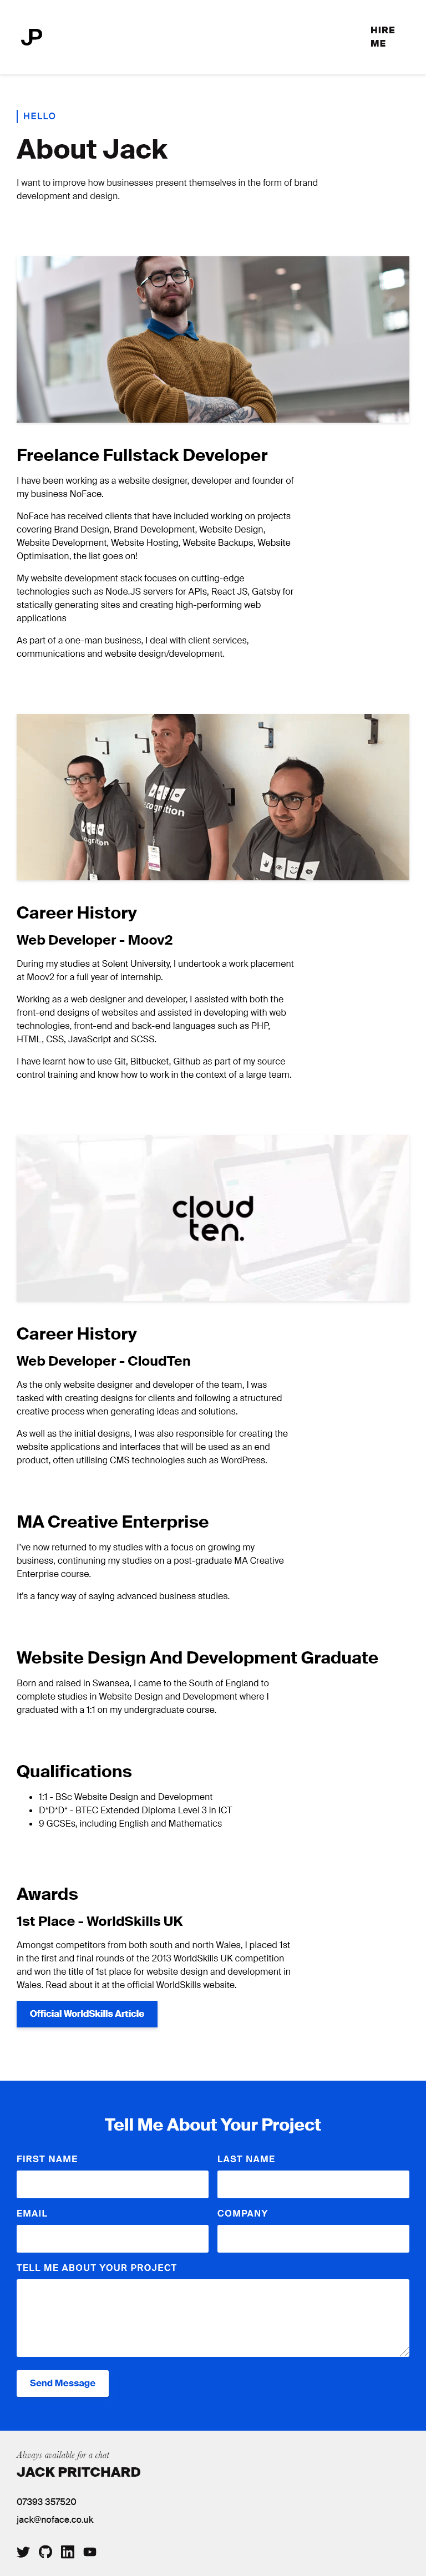 JP
HIRE
ME
HELLO
About Jack
I want to improve how businesses present themselves in the form of brand
development and design.
Freelance Fullstack Developer
I have been working as a website designer, developer and founder of
my business NoFace.
NoFace has received clients that have included working on projects
covering Brand Design, Brand Development, Website Design,
Website Development, Website Hosting, Website Backups, Website
Optimisation, the list goes on!
My website development stack focuses on cutting-edge
technologies such as Node.JS servers for APIs, React JS, Gatsby for
statically generating sites and creating high-performing web
applications
As part of a one-man business, I deal with client services,
communications and website design/development.
Career History
Web Developer - Moov2
During my studies at Solent University, I undertook a work placement
at Moov2 for a full year of internship.
Working as a web designer and developer, I assisted with both the
front-end designs of websites and assisted in developing with web
technologies, front-end and back-end languages such as PHP,
HTML, CSS, JavaScript and SCSS.
I have learnt how to use Git, Bitbucket, Github as part of my source
control training and know how to work in the context of a large team.
cloud
ten.
Career History
Web Developer - CloudTen
As the only website designer and developer of the team, I was
tasked with creating designs for clients and following a structured
creative process when generating ideas and solutions.
As well as the initial designs, I was also responsible for creating the
website applications and interfaces that will be used as an end
product, often utilising CMS technologies such as WordPress.
MA Creative Enterprise
I've now returned to my studies with a focus on growing my
business, continuning my studies on a post-graduate MA Creative
Enterprise course.
It's a fancy way of saying advanced business studies.
Website Design And Development Graduate
Born and raised in Swansea, I came to the South of England to
complete studies in Website Design and Development where I
graduated with a 1:1 on my undergraduate course.
Qualifications
• 1:1 - BSc Website Design and Development
• D*D*D* - BTEC Extended Diploma Level 3 in ICT
• 9 GCSEs, including English and Mathematics
Awards
1st Place - WorldSkills UK
Amongst competitors from both south and north Wales, I placed 1st
in the first and final rounds of the 2013 WorldSkills UK competition
and won the title of 1st place for website design and development in
Wales. Read about it at the official WorldSkills website.
Official WorldSkills Article
Tell Me About Your Project
FIRST NAME
LAST NAME
EMAIL
COMPANY
TELL ME ABOUT YOUR PROJECT
Send Message
Always available for a chat
JACK PRITCHARD
07393 357520
jack@noface.co.uk